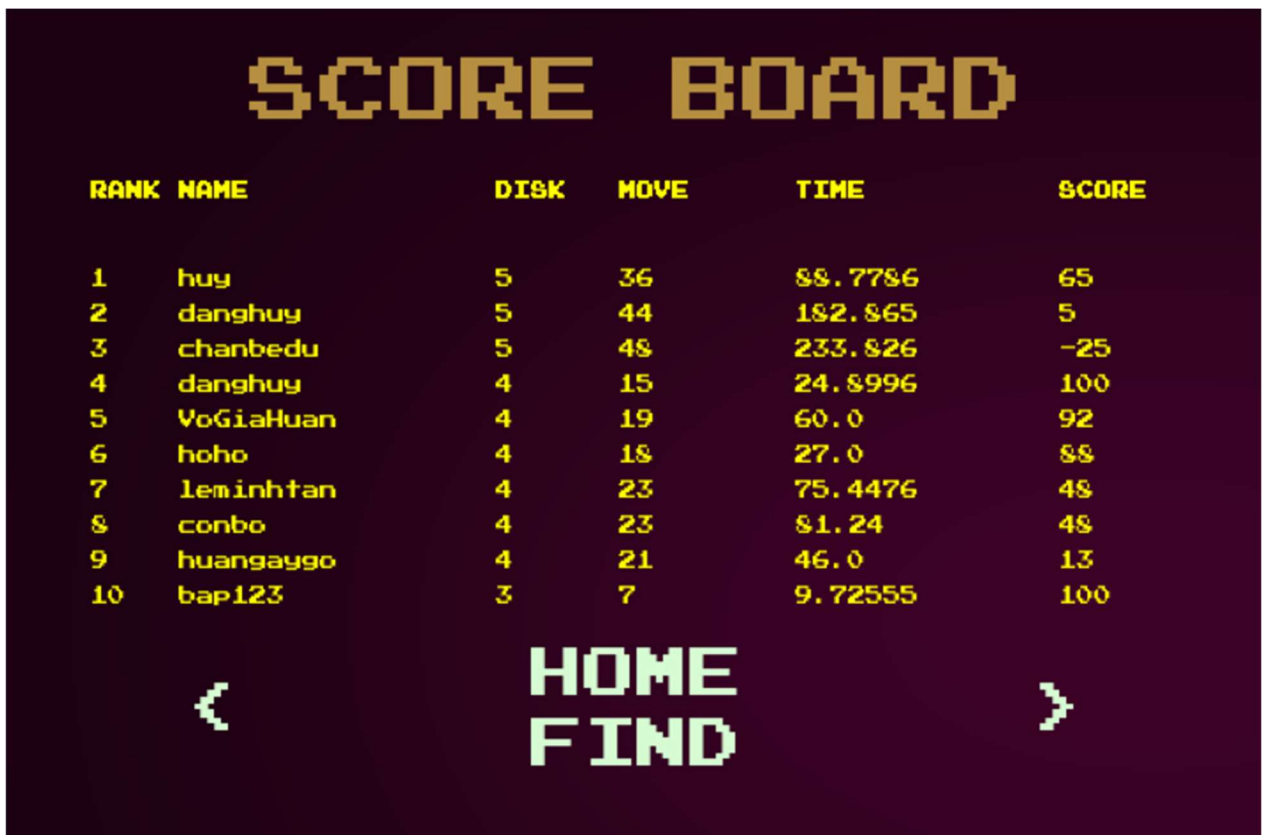 SCORE BOARD
RANK NAME DISK MOVE TIME SCORE
1 huy 5 36 88.7786 65
2 danghuy 5 44 182.865 5
3 chanbedu 5 48 233.826 -25
4 danghuy 4 15 24.8996 100
5 VoGiaHuan 4 19 60.0 92
6 hoho 4 18 27.0 88
7 leminhtan 4 23 75.4476 48
8 conbo 4 23 81.24 48
9 huangaygo 4 21 46.0 13
10 bap123 3 7 9.72555 100
HOME
< >
FIND